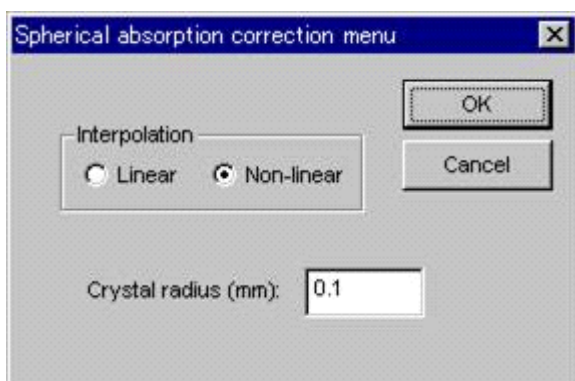 Spherical absorption correction menu
OK
Interpolation
Linear Non-linear
Cancel
Crystal radius (mm): 0.1